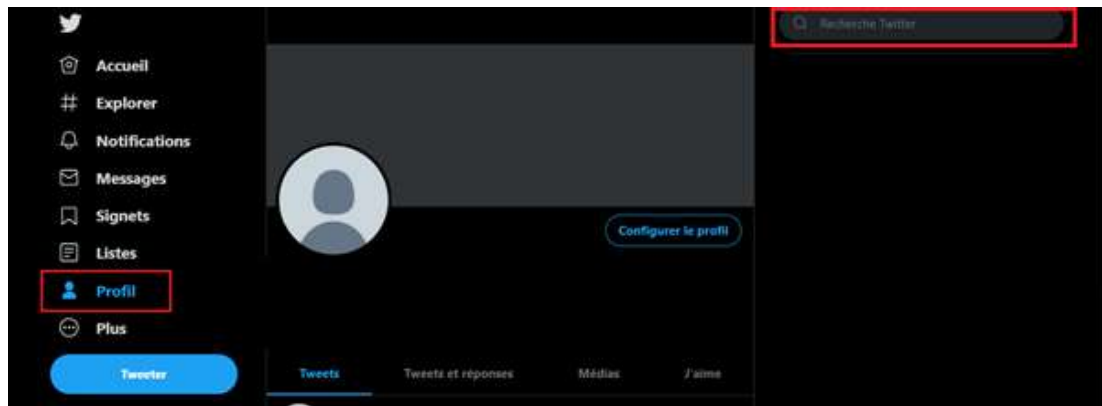 Recherche Twitter
Accueil
Explorer
Notifications
Messages
Signets
Listes
Profil
Plus
Tweeter
Configurer le profil
Tweets Tweets et réponses Médias J'aime